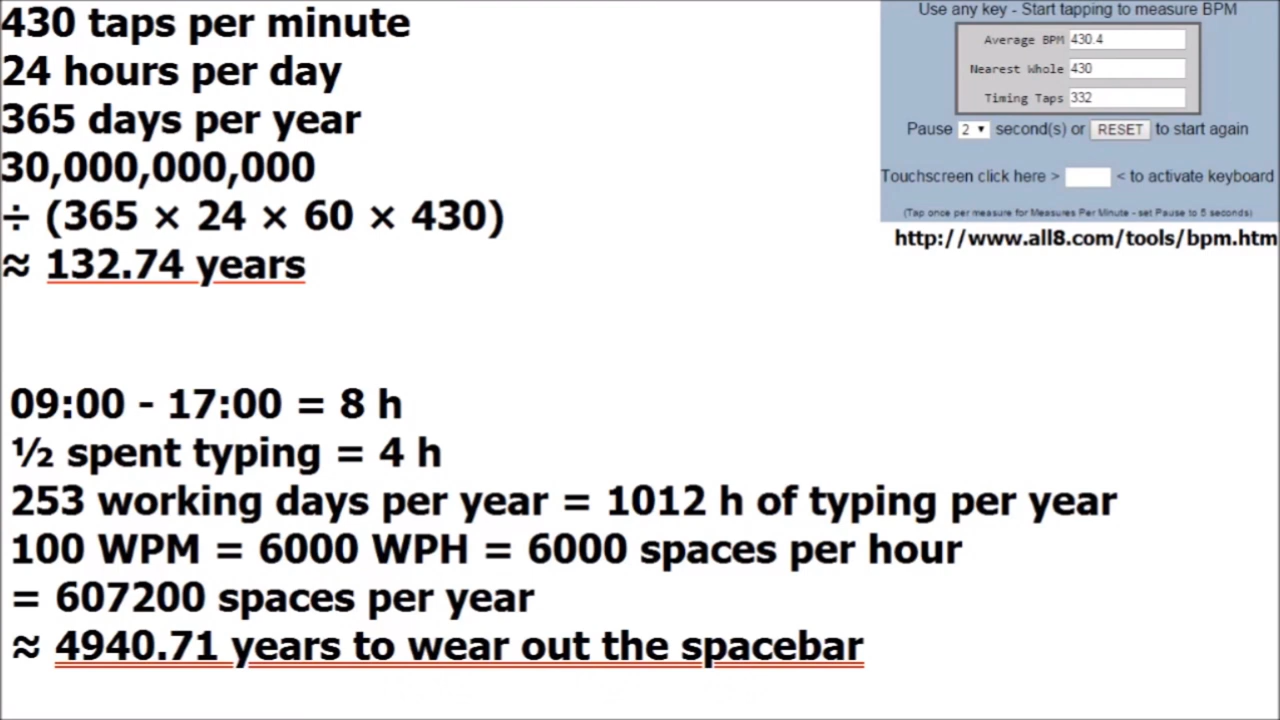 430 taps per minute
24 hours per day
365 days per year
30,000,000,000
÷ (365 × 24 × 60 × 430)
≈ 132.74 years
Use any key - Start tapping to measure BPM
Average BPM 430.4
Nearest Whole 430
Timing Taps 332
Pause 2 ▼ second(s) or RESET to start again
Touchscreen click here > < to activate keyboard
(Tap once per measure for Measures Per Minute - set Pause to 5 seconds)
http://www.all8.com/tools/bpm.htm
09:00 - 17:00 = 8 h
½ spent typing = 4 h
253 working days per year = 1012 h of typing per year
100 WPM = 6000 WPH = 6000 spaces per hour
= 607200 spaces per year
≈ 4940.71 years to wear out the spacebar